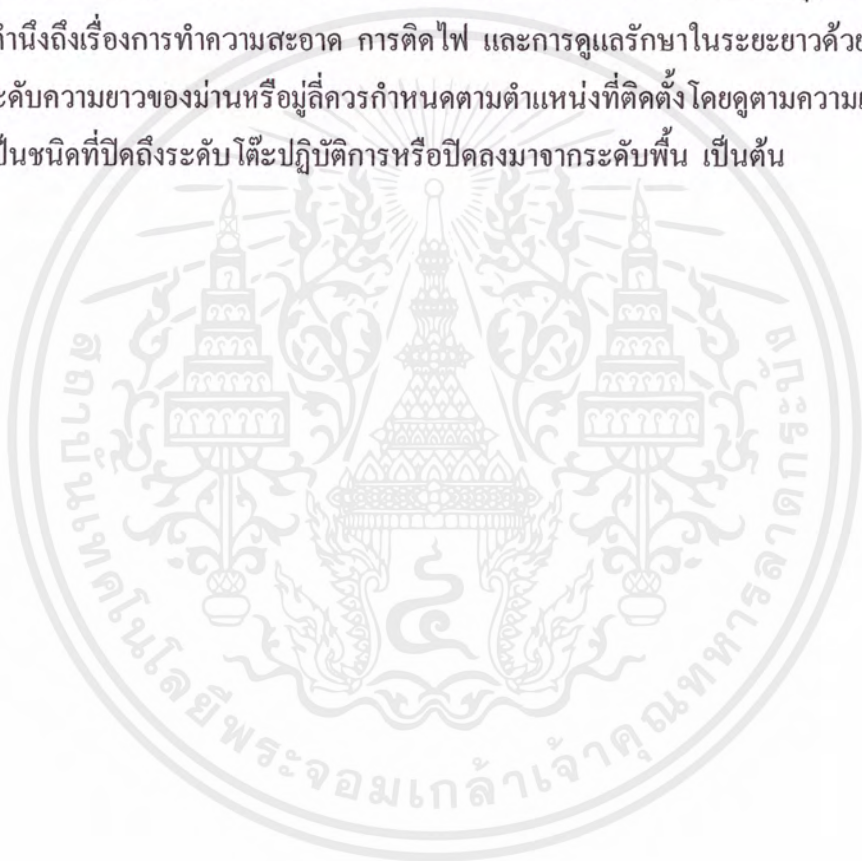 คำนึงถึงเรื่องการทำความสะอาด การติดไฟ และการดูแลรักษาในระยะยาวด้วย
ะดับความยาวของม่านหรือมู่ลี่ควรกำหนดตามตำแหน่งที่ติดตั้งโดยดูตามความ
ป็นชนิดที่ปิดถึงระดับโต๊ะปฏิบัติการหรือปิดลงมาจากระดับพื้น เป็นต้น
สถาบันเทคโนโลยีพระจอมเกล้าเจ้าคุณทหารลาดกระบัง